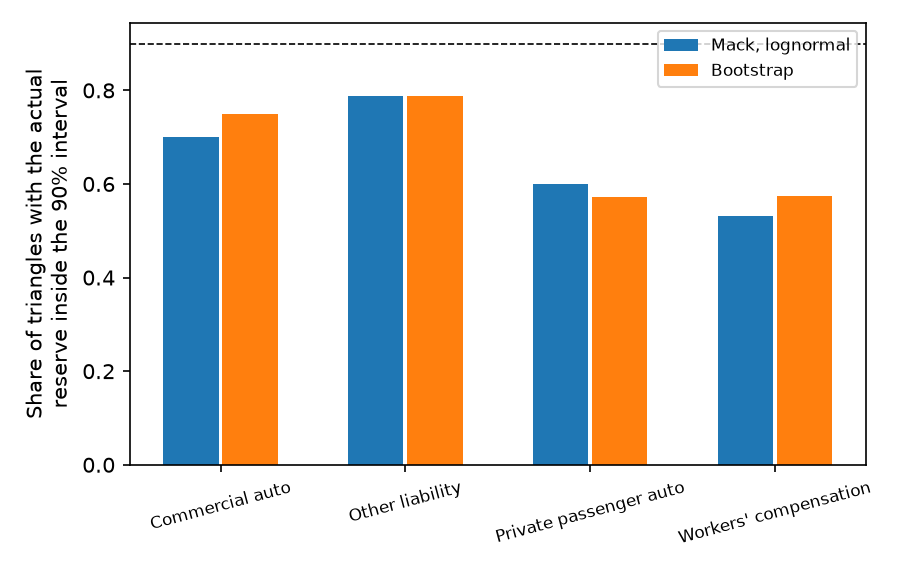 Share of triangles with the actual
reserve inside the 90% interval
0.8
0.6
0.4
0.2
0.0
Mack, lognormal
Bootstrap
Commercial auto
Other liability
Private passenger auto
Workers' compensation